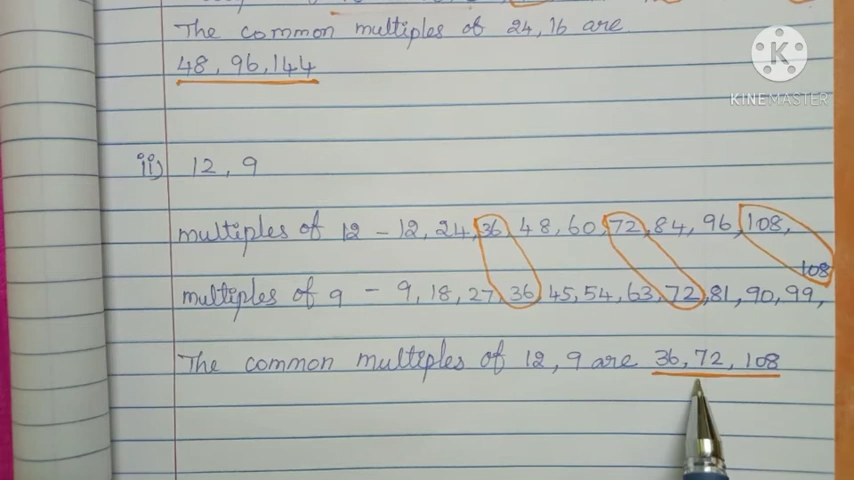 The common multiples of 24, 16 are
48, 96, 144
K
KINEMASTER
ii) 12, 9
multiples of 12 - 12, 24, 36, 48, 60, 72, 84, 96, 108,
108
multiples of 9 - 9, 18, 27, 36, 45, 54, 63, 72, 81, 90, 99,
The common multiples of 12, 9 are 36, 72, 108